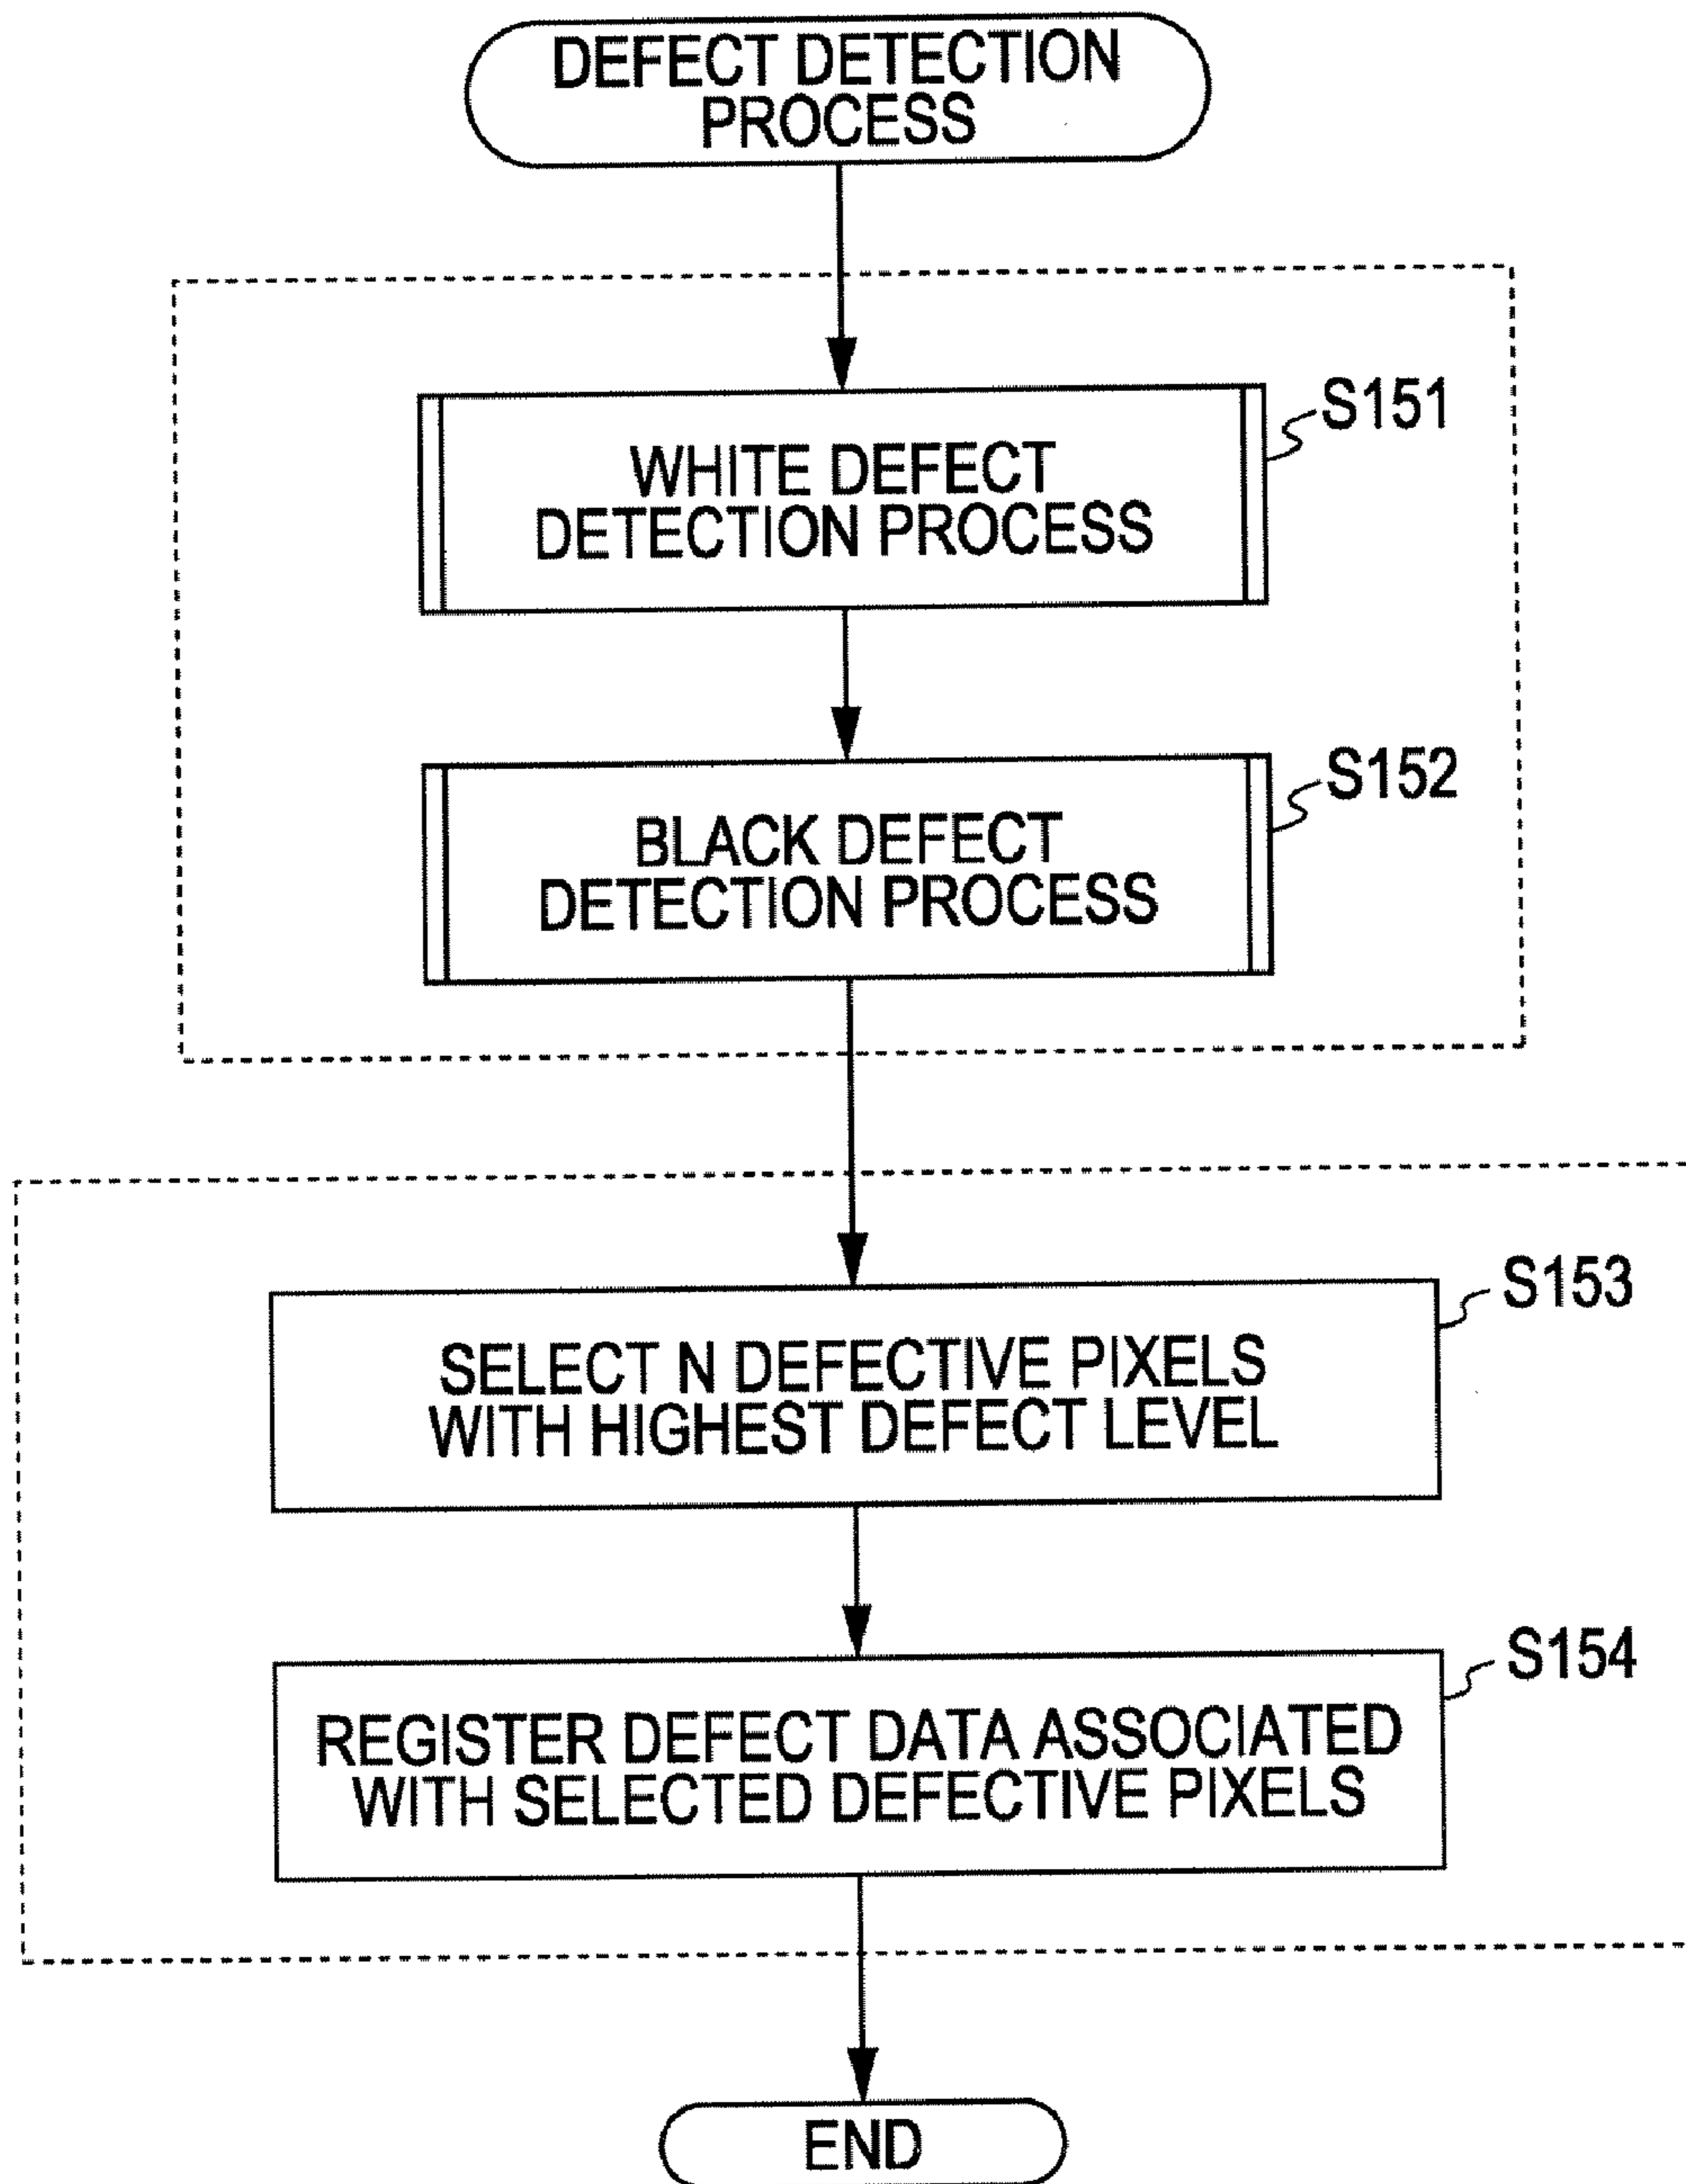 DEFECT DETECTION
PROCESS
S151
WHITE DEFECT
DETECTION PROCESS
S152
BLACK DEFECT
DETECTION PROCESS
S153
SELECT N DEFECTIVE PIXELS
WITH HIGHEST DEFECT LEVEL
S154
REGISTER DEFECT DATA ASSOCIATED
WITH SELECTED DEFECTIVE PIXELS
END